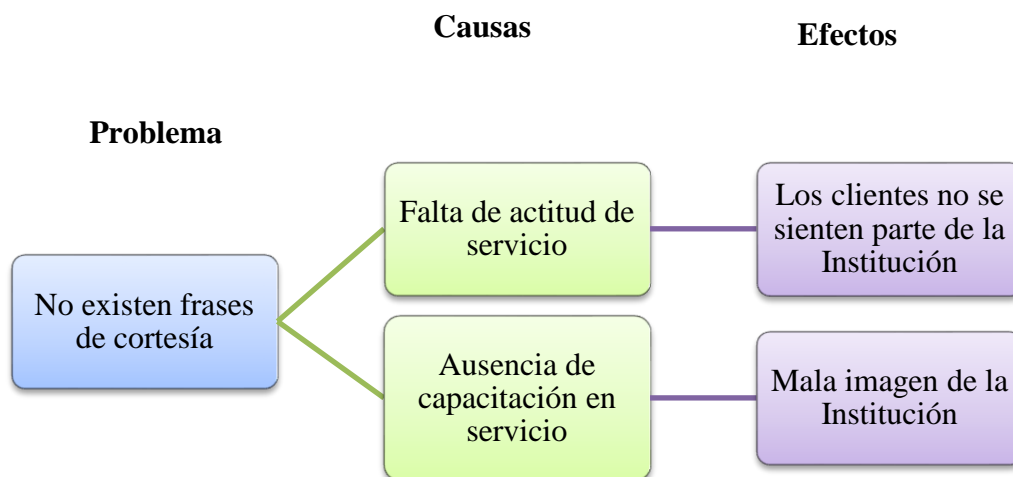 Causas
Efectos
Problema
Falta de actitud de
servicio
Los clientes no se
sienten parte de la
Institución
No existen frases
de cortesía
Ausencia de
capacitación en
servicio
Mala imagen de la
Institución